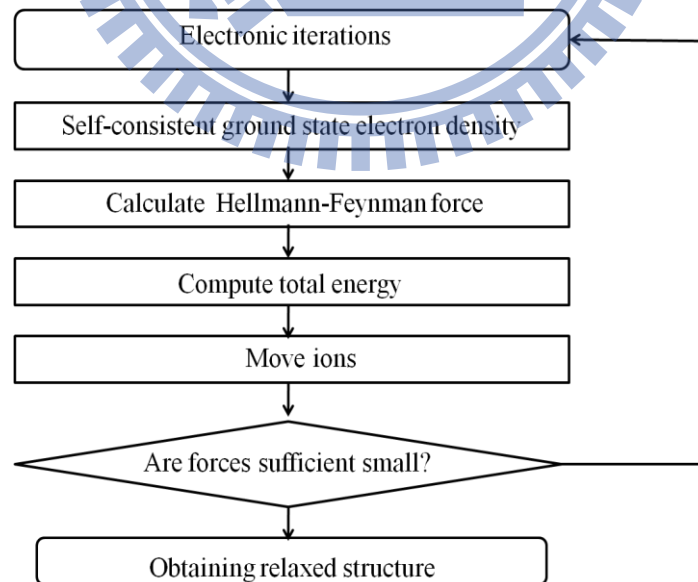 Electronic iterations
Self-consistent ground state electron density
Calculate Hellmann-Feynman force
Compute total energy
Move ions
Are forces sufficient small?
Obtaining relaxed structure